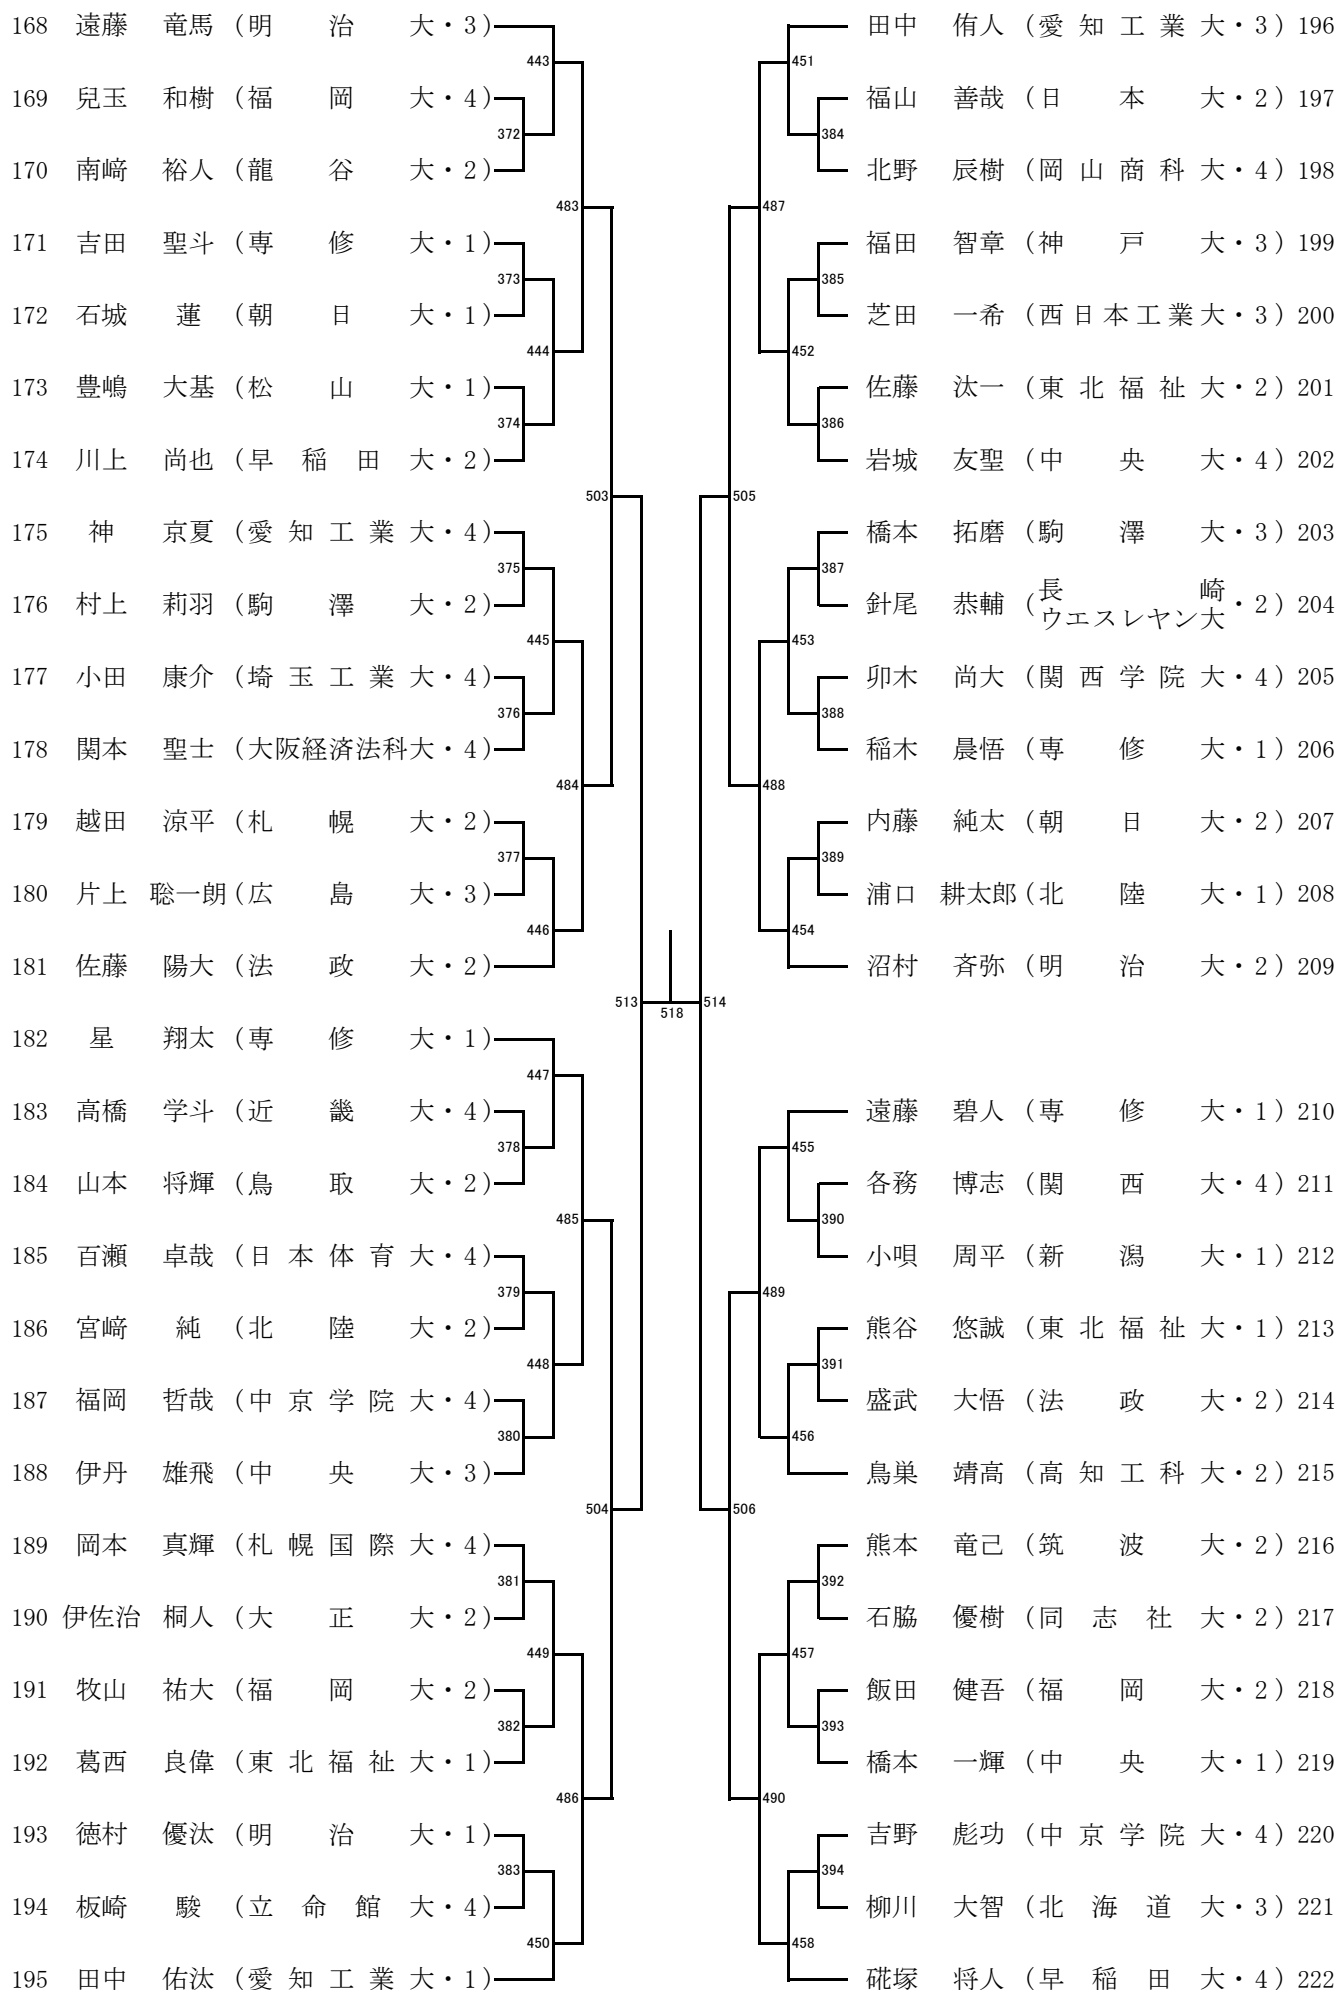 168 遠藤 竜馬 (明 治 大・3)
443
169 兒玉 和樹 (福 岡 大・4)
372
170 南﨑 裕人 (龍 谷 大・2)
483
171 吉田 聖斗 (専 修 大・1)
373
172 石城 蓮 (朝 日 大・1)
444
173 豊嶋 大基 (松 山 大・1)
374
174 川上 尚也 (早 稲 田 大・2)
503
175 神 京夏 (愛 知 工 業 大・4)
375
176 村上 莉羽 (駒 澤 大・2)
445
177 小田 康介 (埼 玉 工 業 大・4)
376
178 関本 聖士 (大阪経済法科大・4)
484
179 越田 涼平 (札 幌 大・2)
377
180 片上 聡一朗 (広 島 大・3)
446
181 佐藤 陽大 (法 政 大・2)
513
182 星 翔太 (専 修 大・1)
447
183 高橋 学斗 (近 畿 大・4)
378
184 山本 将輝 (鳥 取 大・2)
485
185 百瀬 卓哉 (日 本 体 育 大・4)
379
186 宮﨑 純 (北 陸 大・2)
448
187 福岡 哲哉 (中 京 学 院 大・4)
380
188 伊丹 雄飛 (中 央 大・3)
504
189 岡本 真輝 (札 幌 国 際 大・4)
381
190 伊佐治 桐人 (大 正 大・2)
449
191 牧山 祐大 (福 岡 大・2)
382
192 葛西 良偉 (東 北 福 祉 大・1)
486
193 徳村 優汰 (明 治 大・1)
383
194 板崎 駿 (立 命 館 大・4)
450
195 田中 佑汰 (愛 知 工 業 大・1)
518
田中 侑人 (愛 知 工 業 大・3) 196
451
福山 善哉 (日 本 大・2) 197
384
北野 辰樹 (岡 山 商 科 大・4) 198
487
福田 智章 (神 戸 大・3) 199
385
芝田 一希 (西日本工業大・3) 200
452
佐藤 汰一 (東 北 福 祉 大・2) 201
386
岩城 友聖 (中 央 大・4) 202
505
橋本 拓磨 (駒 澤 大・3) 203
387
針尾 恭輔 (長 崎 ウエスレヤン大・2) 204
453
卯木 尚大 (関 西 学 院 大・4) 205
388
稲木 晨悟 (専 修 大・1) 206
488
内藤 純太 (朝 日 大・2) 207
389
浦口 耕太郎 (北 陸 大・1) 208
454
沼村 斉弥 (明 治 大・2) 209
514
遠藤 碧人 (専 修 大・1) 210
455
各務 博志 (関 西 大・4) 211
390
小唄 周平 (新 潟 大・1) 212
489
熊谷 悠誠 (東 北 福 祉 大・1) 213
391
盛武 大悟 (法 政 大・2) 214
456
鳥巣 靖高 (高 知 工 科 大・2) 215
506
熊本 竜己 (筑 波 大・2) 216
392
石脇 優樹 (同 志 社 大・2) 217
457
飯田 健吾 (福 岡 大・2) 218
393
橋本 一輝 (中 央 大・1) 219
490
吉野 彪功 (中 京 学 院 大・4) 220
394
柳川 大智 (北 海 道 大・3) 221
458
硴塚 将人 (早 稲 田 大・4) 222